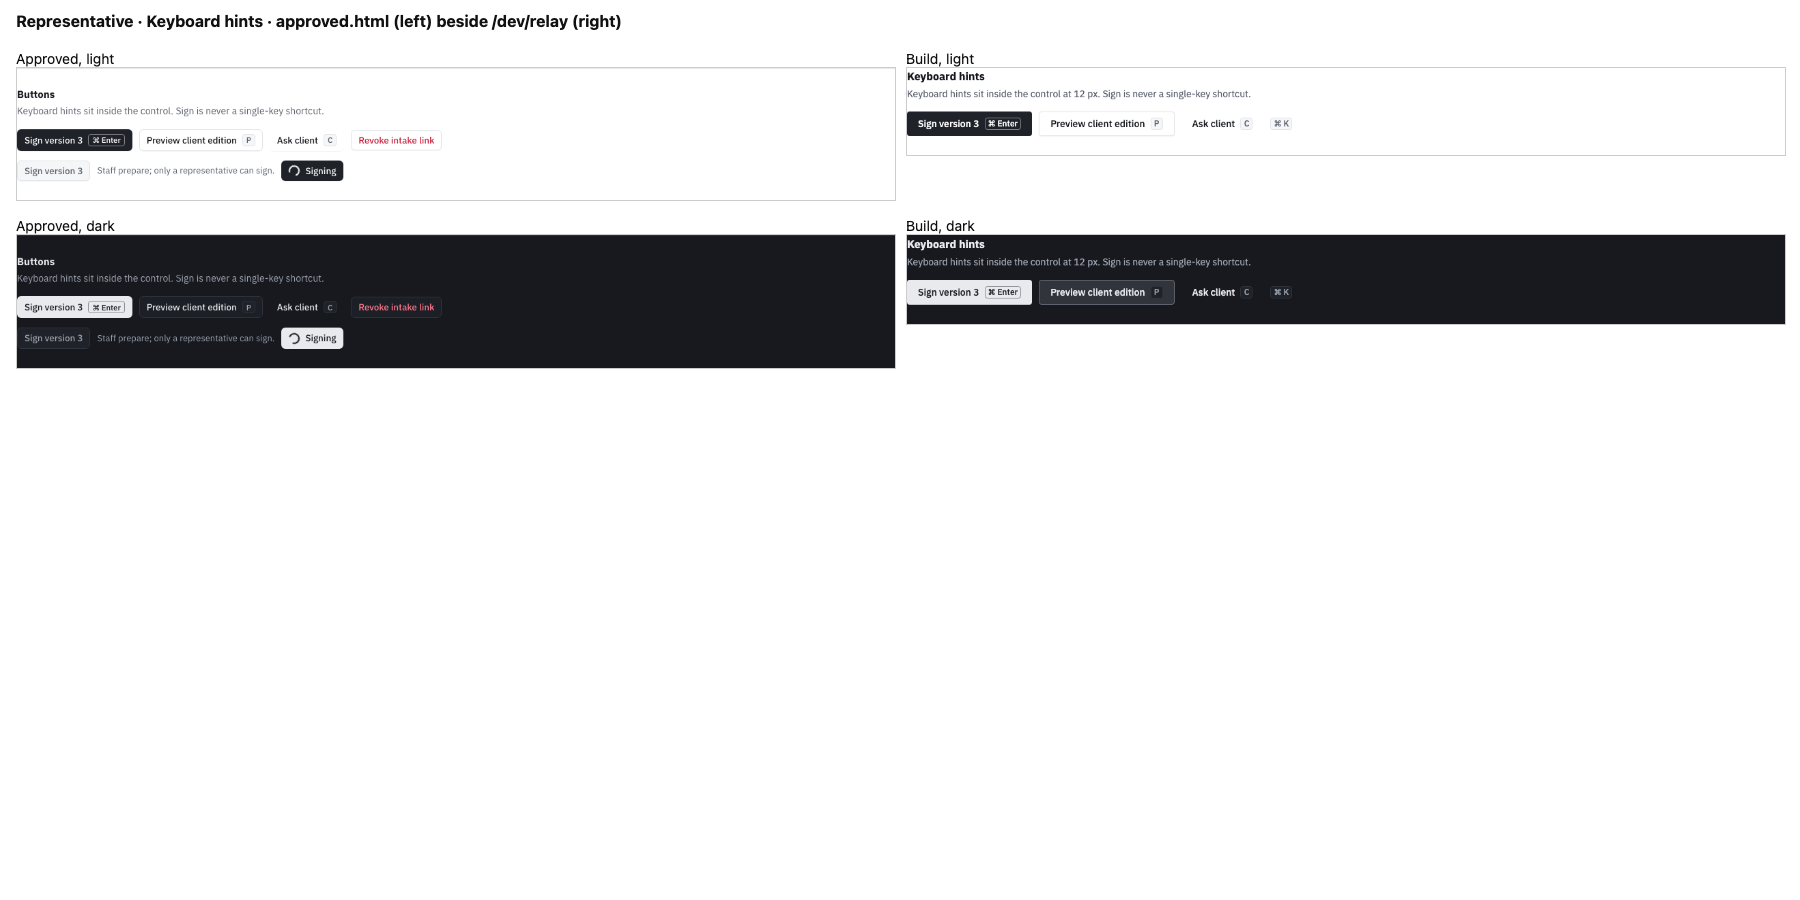 Representative · Keyboard hints · approved.html (left) beside /dev/relay (right)
Approved, light
Buttons
Keyboard hints sit inside the control. Sign is never a single-key shortcut.
Sign version 3 ⌘ Enter Preview client edition P Ask client C Revoke intake link
Sign version 3 Staff prepare; only a representative can sign. Signing
Build, light
Keyboard hints
Keyboard hints sit inside the control at 12 px. Sign is never a single-key shortcut.
Sign version 3 ⌘ Enter Preview client edition P Ask client C ⌘ K
Approved, dark
Buttons
Keyboard hints sit inside the control. Sign is never a single-key shortcut.
Sign version 3 ⌘ Enter Preview client edition P Ask client C Revoke intake link
Sign version 3 Staff prepare; only a representative can sign. Signing
Build, dark
Keyboard hints
Keyboard hints sit inside the control at 12 px. Sign is never a single-key shortcut.
Sign version 3 ⌘ Enter Preview client edition P Ask client C ⌘ K